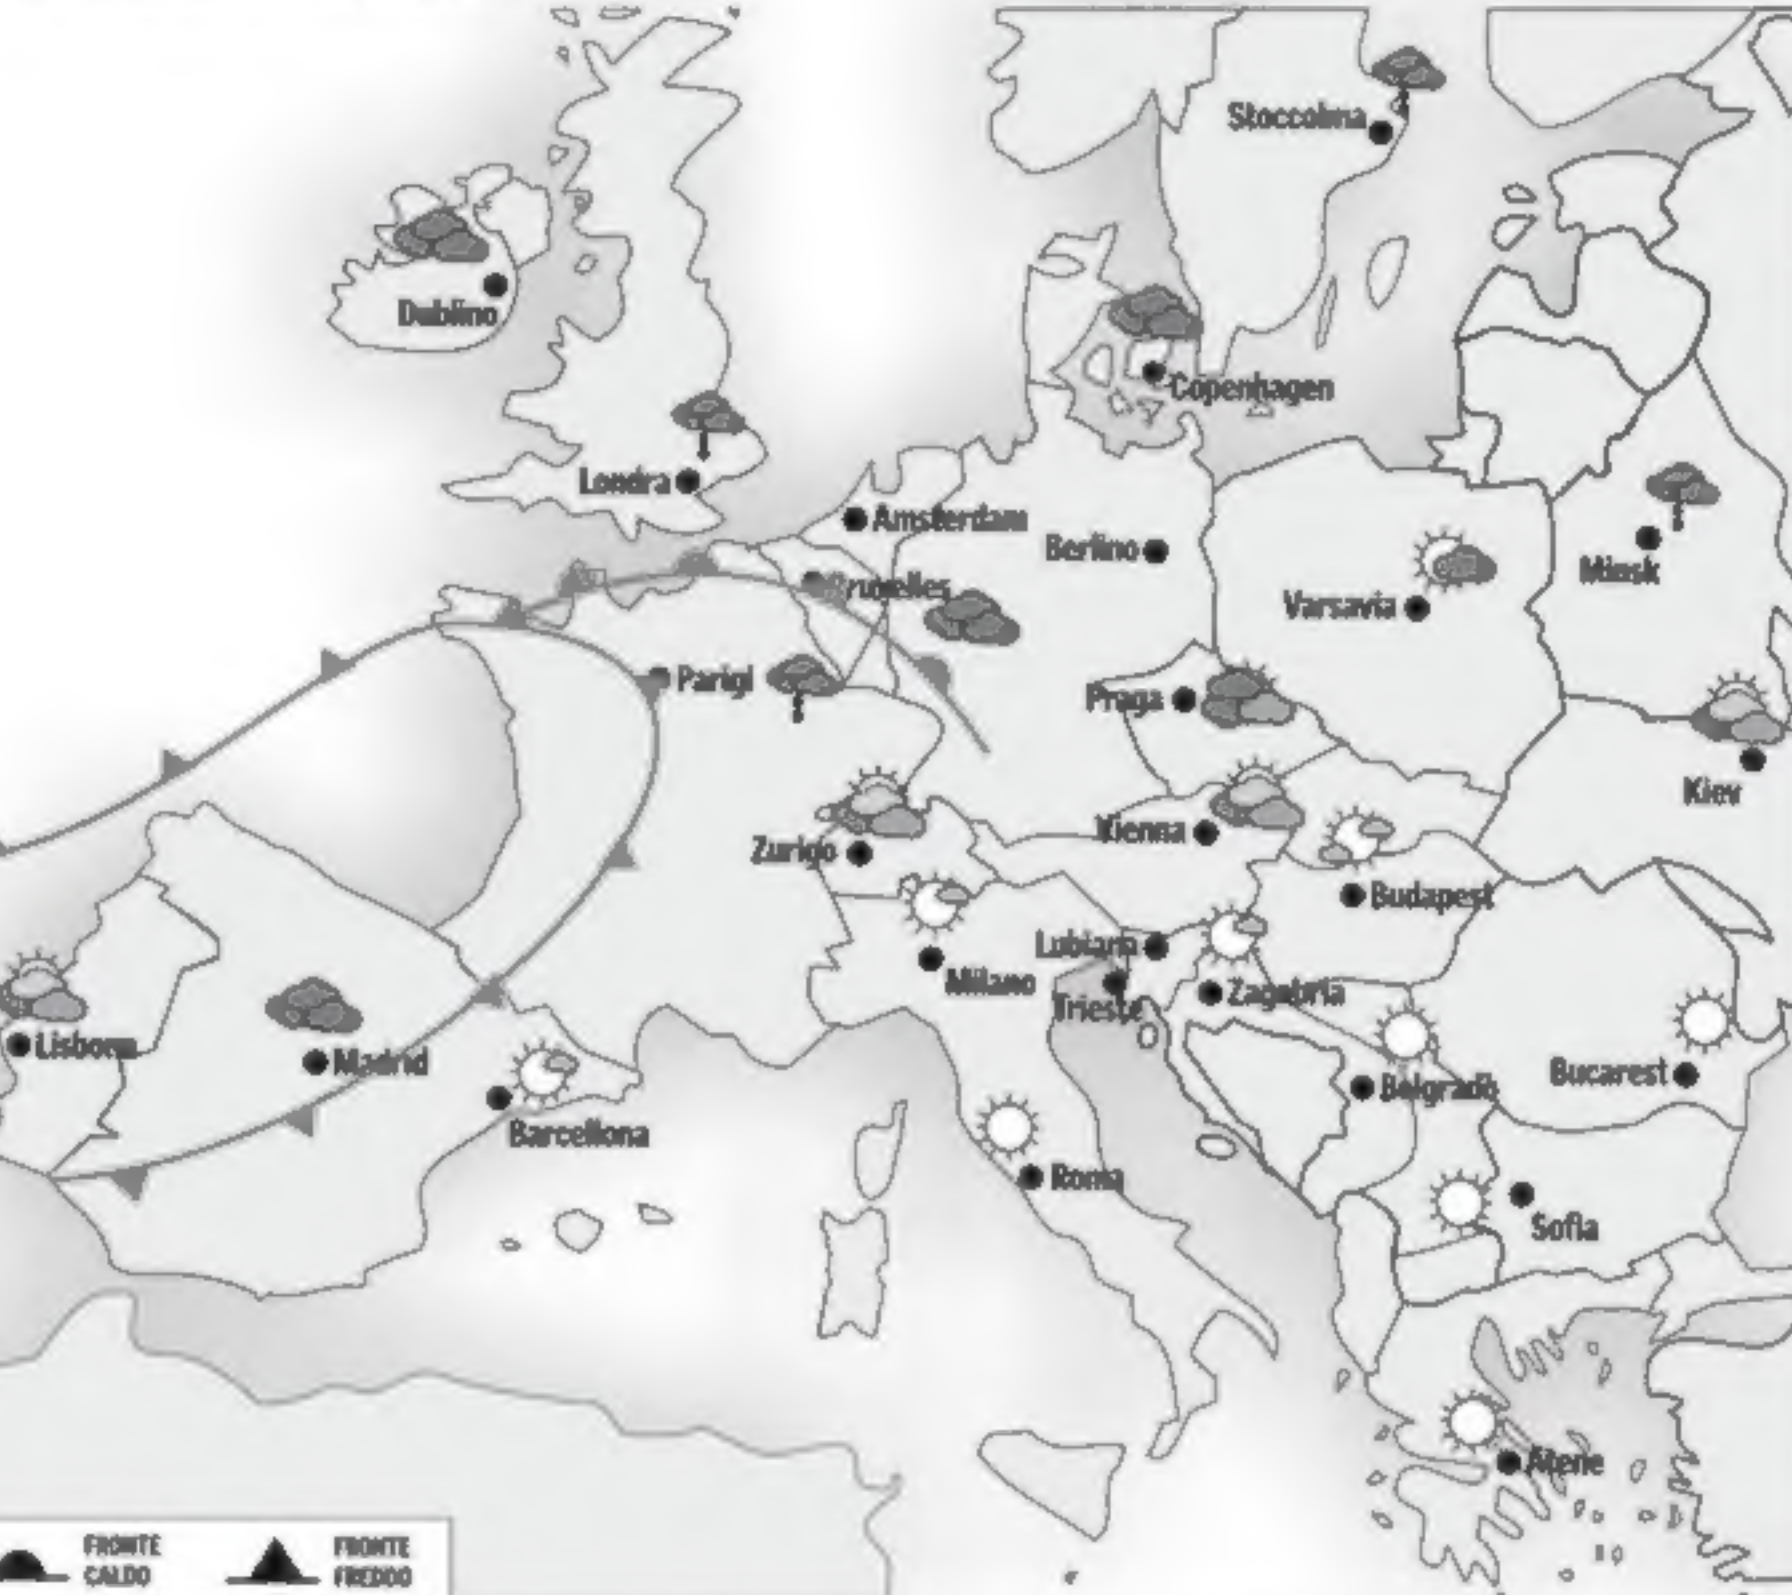 Stoccolma
Dublino
Copenhagen
Londra
Amsterdam
Berlino
Bruxelles
Minsk
Varsavia
Parigi
Praga
Kiev
Vienna
Zurigo
Budapest
Lubiana
Milano
Zagabria
Trieste
Lisbona
Madrid
Bucarest
Belgrado
Barcellona
Roma
Sofia
Atene
FRONTE
CALDO
FRONTE
FREDDO